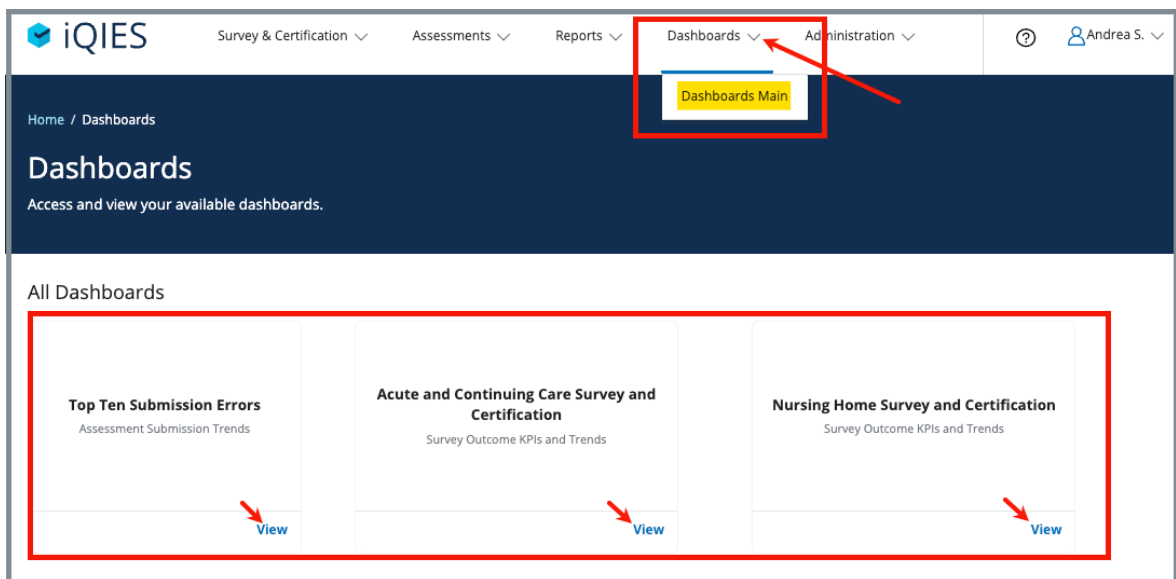 iQIES
Survey & Certification
Assessments
Reports
Dashboards
Administration
Andrea S.
Dashboards Main
Home / Dashboards
Dashboards
Access and view your available dashboards.
All Dashboards
Top Ten Submission Errors
Assessment Submission Trends
View
Acute and Continuing Care Survey and
Certification
Survey Outcome KPIs and Trends
View
Nursing Home Survey and Certification
Survey Outcome KPIs and Trends
View